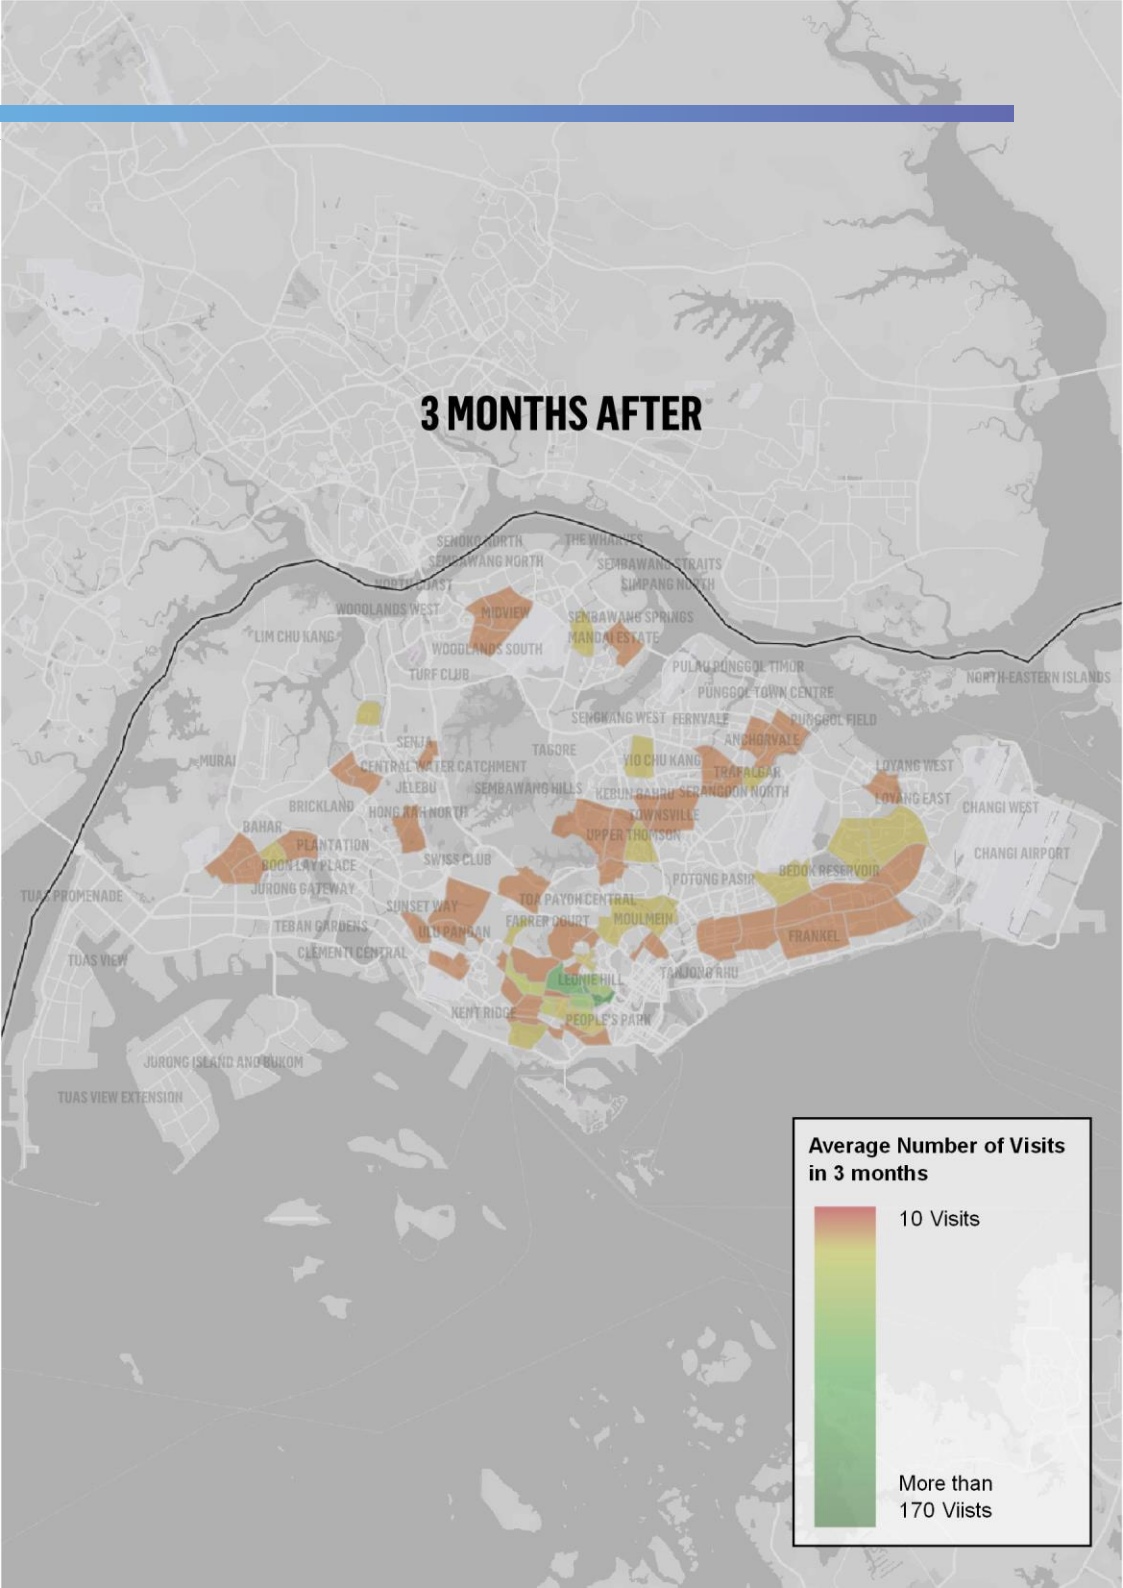 3 MONTHS AFTER
SENOKO NORTH
THE WHARVES
SEMBAWANG NORTH
SEMBAWANG STRAITS
NORTH COAST
SIMPANG NORTH
WOODLANDS WEST
MIDVIEW
SEMBAWANG SPRINGS
LIM CHU KANG
MANDAI ESTATE
WOODLANDS SOUTH
TURF CLUB
PULAU PUNGGOL TIMOR
NORTH-EASTERN ISLANDS
PUNGGOL TOWN CENTRE
SENGKANG WEST
FERNVALE
PUNGGOL FIELD
SENJA
TAGORE
ANCHORVALE
MURAI
CENTRAL WATER CATCHMENT
YIO CHU KANG
TRAFALGAR
LOYANG WEST
JELEBU
SEMBAWANG HILLS
KEBUN BAHRU
SERANGOON NORTH
LOYANG EAST
BRICKLAND
HONG KAH NORTH
TOWNSVILLE
CHANGI WEST
BAHAR
UPPER THOMSON
PLANTATION
CHANGI AIRPORT
BOON LAY PLACE
SWISS CLUB
POTONG PASIR
BEDOK RESERVOIR
JURONG GATEWAY
TUAS PROMENADE
SUNSET WAY
TOA PAYOH CENTRAL
TEBAN GARDENS
ULU PANDAN
FARRER COURT
MOULMEIN
FRANKEL
CLEMENTI CENTRAL
TUAS VIEW
LEONIE HILL
TANJONG RHU
KENT RIDGE
PEOPLE'S PARK
JURONG ISLAND AND BUKOM
TUAS VIEW EXTENSION
Average Number of Visits
in 3 months
10 Visits
More than
170 Viists